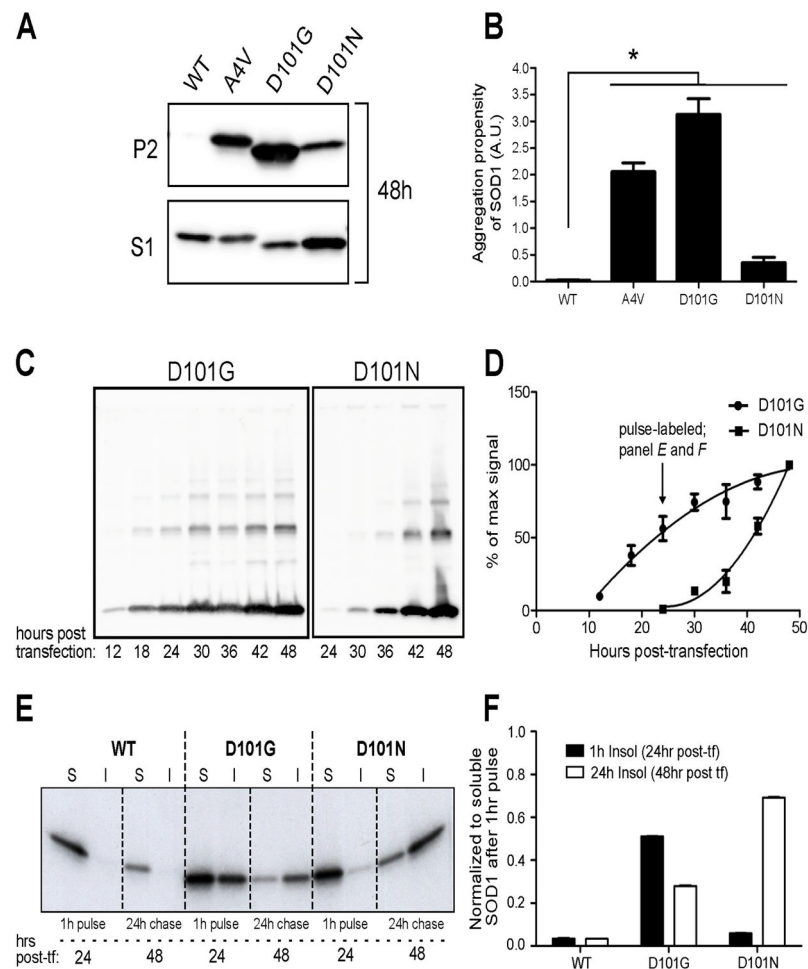 A
WT
A4V
D101G
D101N
P2
S1
48h
B
*
Aggregation propensity
of SOD1 (A.U.)
4.0
3.5
3.0
2.5
2.0
1.5
1.0
0.5
0.0
WT
A4V
D101G
D101N
C
D101G
D101N
hours post
transfection: 12 18 24 30 36 42 48 24 30 36 42 48
D
% of max signal
150
100
50
0
D101G
D101N
pulse-labeled;
panel E and F
0 10 20 30 40 50
Hours post-transfection
E
WT D101G D101N
S I S I S I S I S I S I
1h pulse 24h chase 1h pulse 24h chase 1h pulse 24h chase
hrs
post-tf: 24 48 24 48 24 48
F
Normalized to soluble
SOD1 after 1hr pulse
1.0
0.8
0.6
0.4
0.2
0.0
1h Insol (24hr post-tf)
24h Insol (48hr post tf)
WT
D101G
D101N